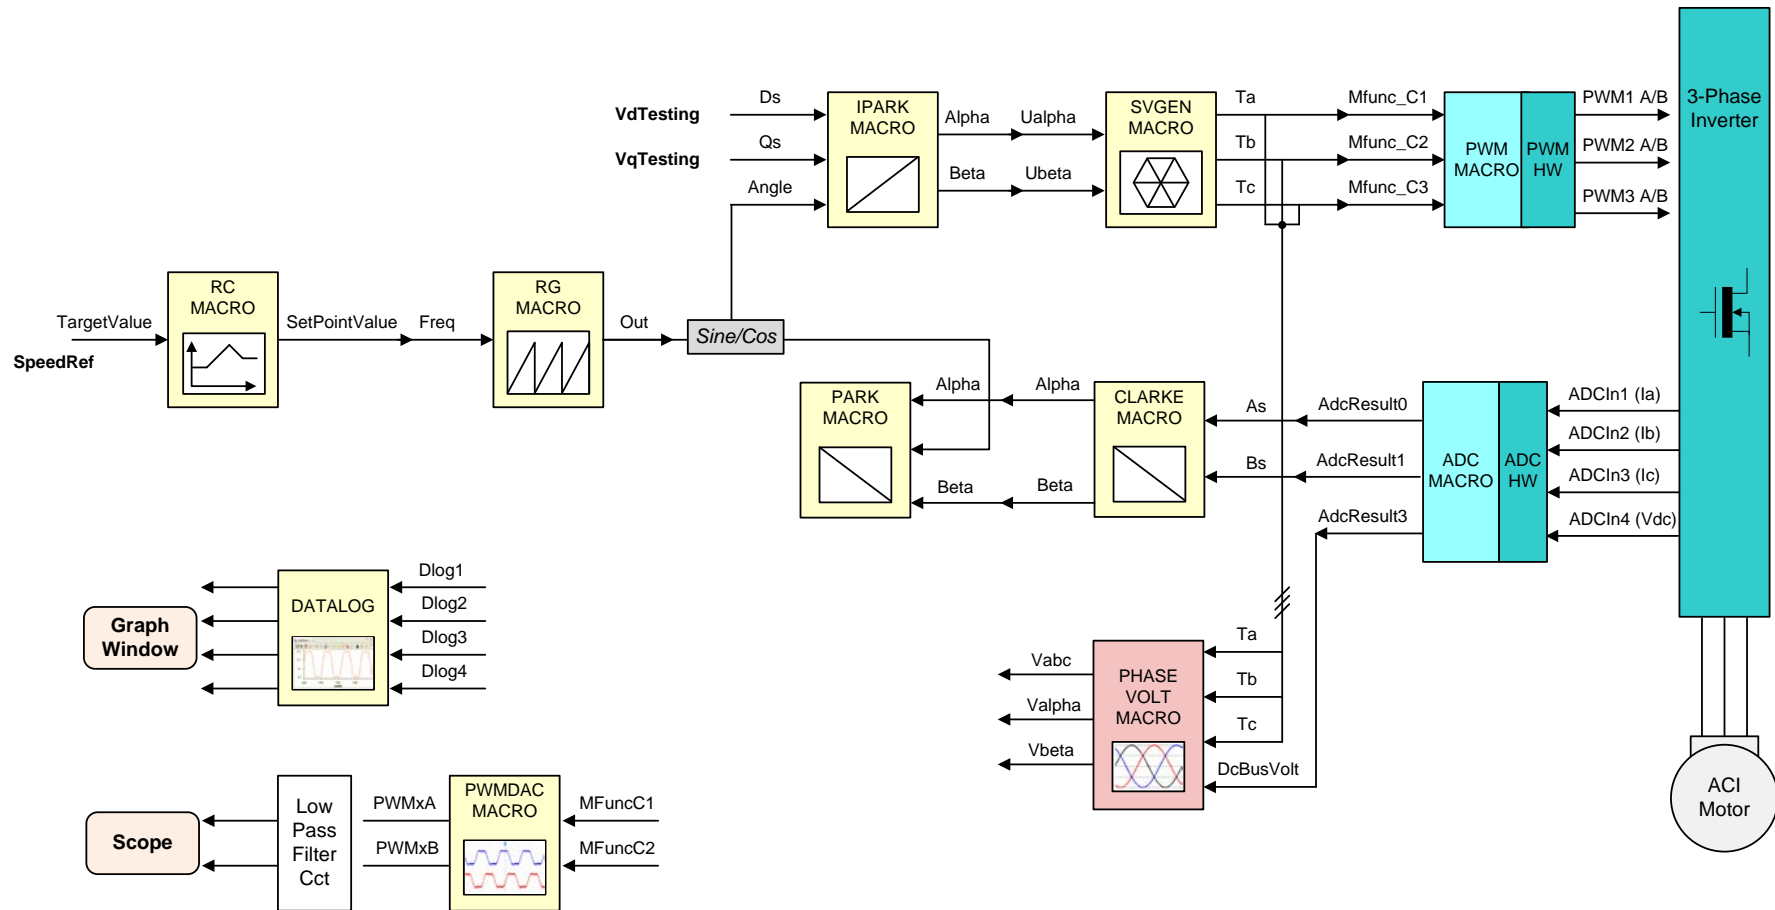 Ds
VdTesting
Qs
VqTesting
Angle
IPARK
MACRO
Alpha
Ualpha
Beta
Ubeta
SVGEN
MACRO
Ta
Tb
Tc
Mfunc_C1
Mfunc_C2
Mfunc_C3
PWM
MACRO
PWM
HW
PWM1 A/B
PWM2 A/B
PWM3 A/B
3-Phase
Inverter
TargetValue
SpeedRef
RC
MACRO
SetPointValue
Freq
RG
MACRO
Out
Sine/Cos
PARK
MACRO
Alpha
Alpha
Beta
Beta
CLARKE
MACRO
As
AdcResult0
Bs
AdcResult1
AdcResult3
ADC
MACRO
ADC
HW
ADCIn1 (Ia)
ADCIn2 (Ib)
ADCIn3 (Ic)
ADCIn4 (Vdc)
Graph
Window
DATALOG
Dlog1
Dlog2
Dlog3
Dlog4
Vabc
Valpha
Vbeta
PHASE
VOLT
MACRO
Ta
Tb
Tc
DcBusVolt
ACI
Motor
Scope
Low
Pass
Filter
Cct
PWMxA
PWMxB
PWMDAC
MACRO
MFuncC1
MFuncC2